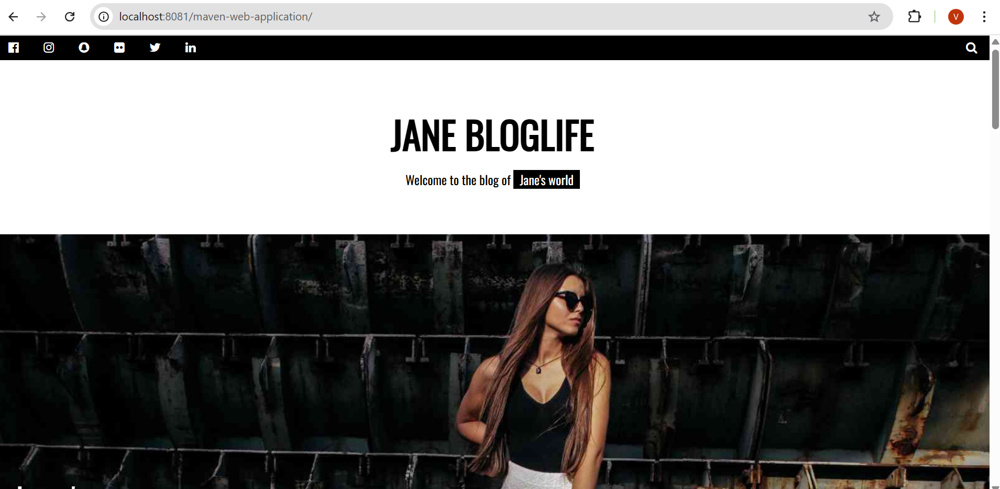 localhost:8081/maven-web-application/
V
JANE BLOGLIFE
Welcome to the blog of Jane's world